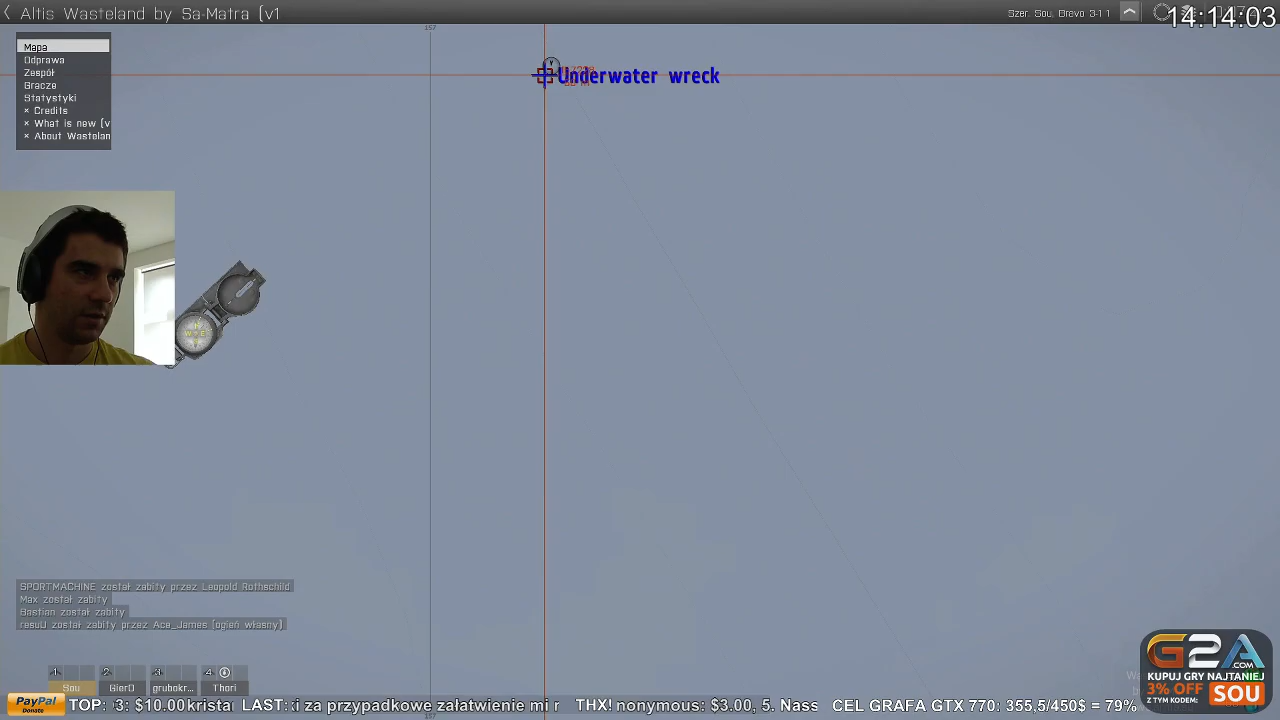 Altis Wasteland by Sa-Matra (v1
Szer. Sou, Bravo 3-1 1
14:14:03
157
Mapa
Odprawa
Zespół
Gracze
Statystyki
× Credits
× What is new (v
× About Wastelan
Underwater wreck
SPORTMACHINE został zabity przez Leopold Rothschild
Max został zabity
Bastian został zabity
resuU został zabity przez Ace_James (ogień własny)
1. 2. 3. 4.
Sou GierO grubokr... Thori
G2A.COM
KUPUJ GRY NAJTANIEJ
3% OFF
Z TYM KODEM:
SOU
PayPal
Donate
TOP: 3: $10.00krista LAST: :i za przypadkowe załatwienie mi r THX! nonymous: $3.00, 5. Nass CEL GRAFA GTX 770: 355,5/450$ = 79%
157